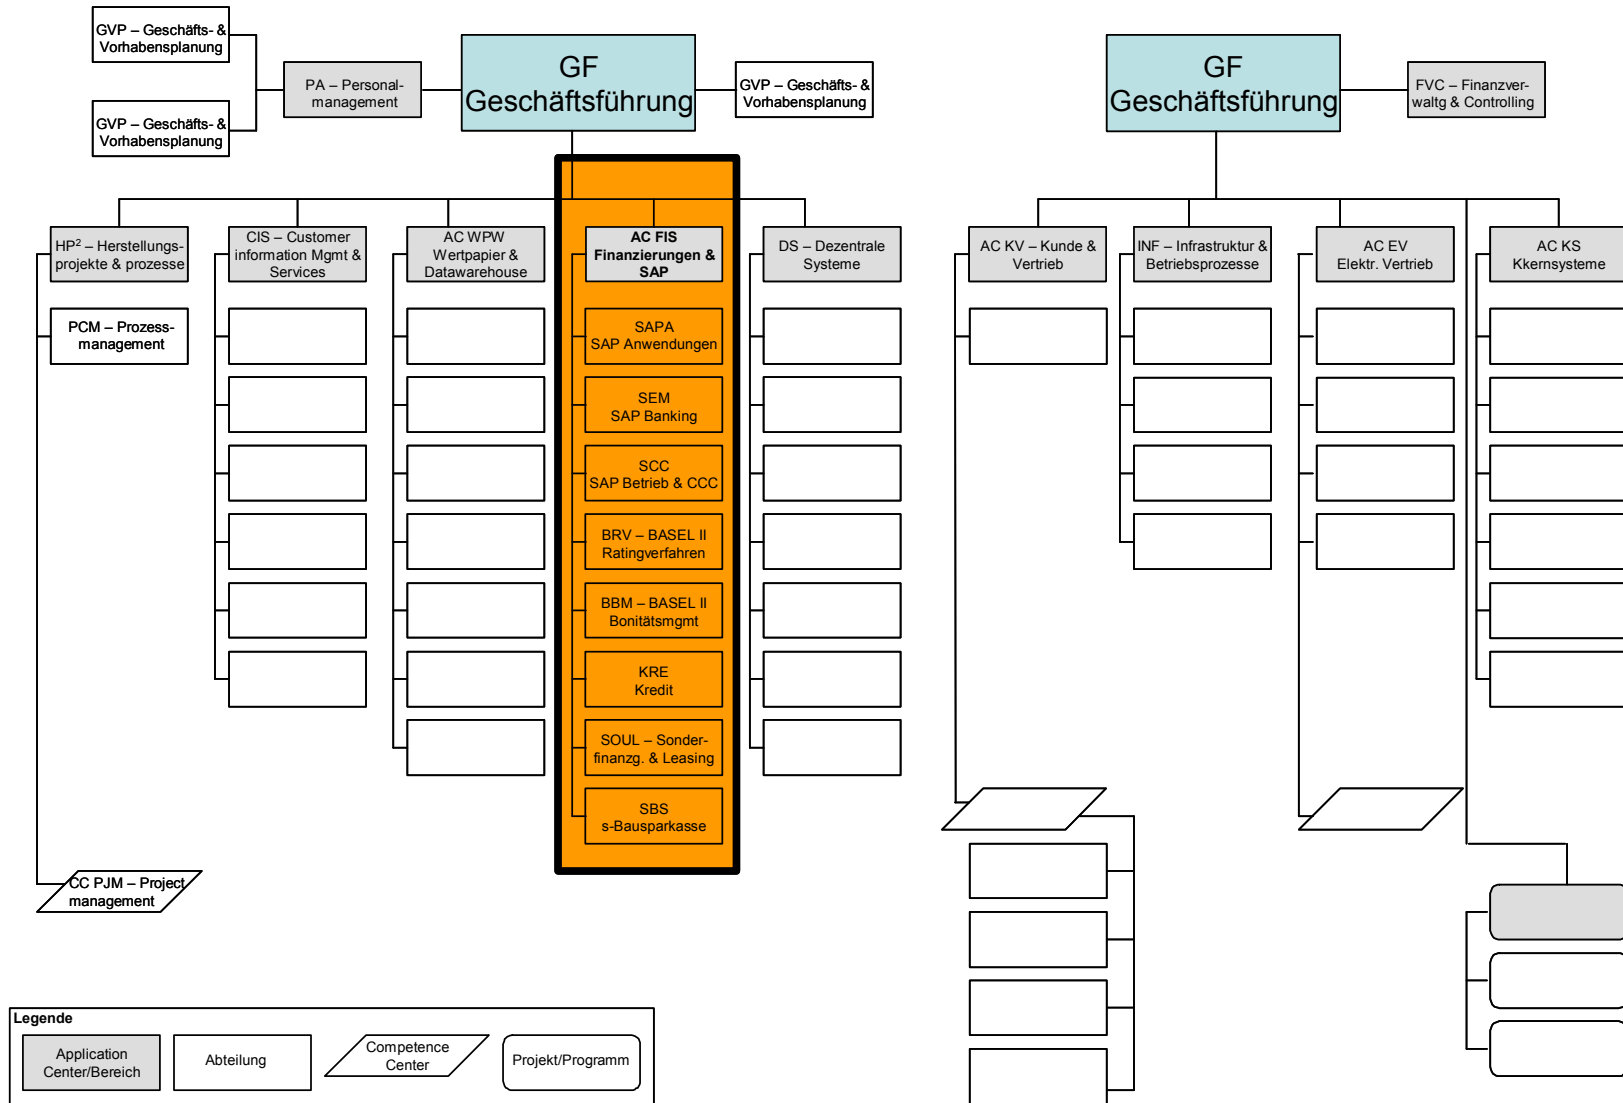 GVP – Geschäfts- &
Vorhabensplanung
GVP – Geschäfts- &
Vorhabensplanung
PA – Personal-
management
GF
Geschäftsführung
GVP – Geschäfts- &
Vorhabensplanung
GF
Geschäftsführung
FVC – Finanzver-
waltg & Controlling
HP² – Herstellungs-
projekte & prozesse
CIS – Customer
information Mgmt &
Services
AC WPW
Wertpapier &
Datawarehouse
AC FIS
Finanzierungen &
SAP
DS – Dezentrale
Systeme
AC KV – Kunde &
Vertrieb
INF – Infrastruktur &
Betriebsprozesse
AC EV
Elektr. Vertrieb
AC KS
Kkernsysteme
PCM – Prozess-
management
SAPA
SAP Anwendungen
SEM
SAP Banking
SCC
SAP Betrieb & CCC
BRV – BASEL II
Ratingverfahren
BBM – BASEL II
Bonitätsmgmt
KRE
Kredit
SOUL – Sonder-
finanzg. & Leasing
SBS
s-Bausparkasse
CC PJM – Project
management
Legende
Application
Center/Bereich
Abteilung
Competence
Center
Projekt/Programm